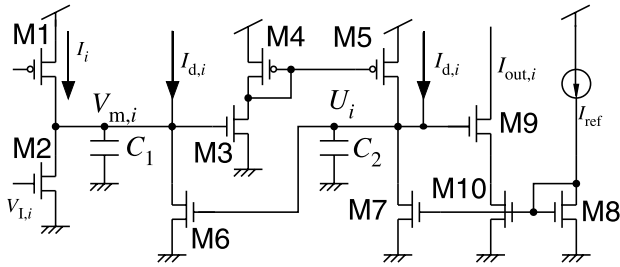 M1
I_i
I_d,i
M4
M5
I_d,i
I_out,i
V_m,i
U_i
I_ref
M2
C_1
M3
C_2
M9
V_I,i
M6
M7
M10
M8